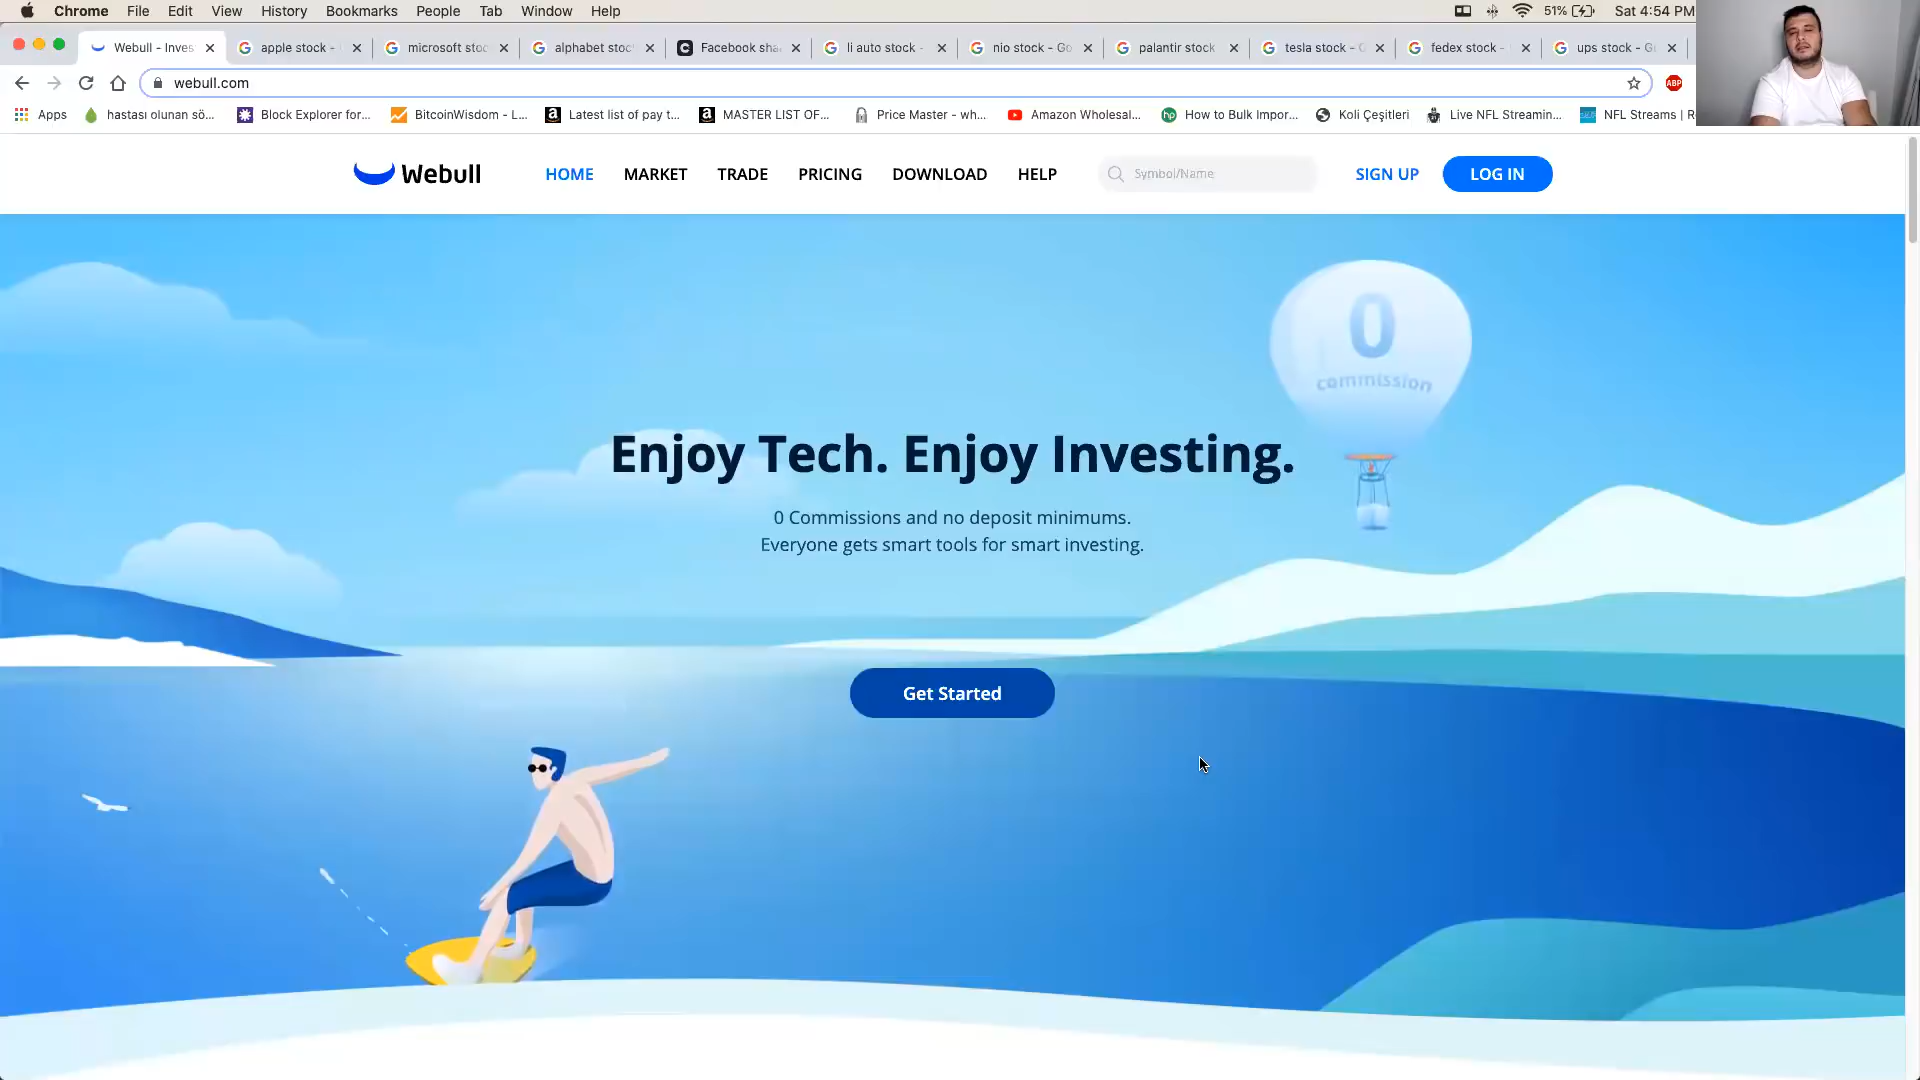 Chrome File Edit View History Bookmarks People Tab Window Help 51% Sat 4:54 PM
Webull - Inves apple stock - microsoft stoc alphabet stoc Facebook sha li auto stock - nio stock - Go palantir stock tesla stock - G fedex stock - ups stock - G
webull.com ABP
Apps hastası olunan sö... Block Explorer for... BitcoinWisdom - L... Latest list of pay t... MASTER LIST OF... Price Master - wh... Amazon Wholesal... hp How to Bulk Impor... Koli Çeşitleri Live NFL Streamin... NFL Streams | R
Webull HOME MARKET TRADE PRICING DOWNLOAD HELP Symbol/Name SIGN UP LOG IN
0
commission
Enjoy Tech. Enjoy Investing.
0 Commissions and no deposit minimums.
Everyone gets smart tools for smart investing.
Get Started